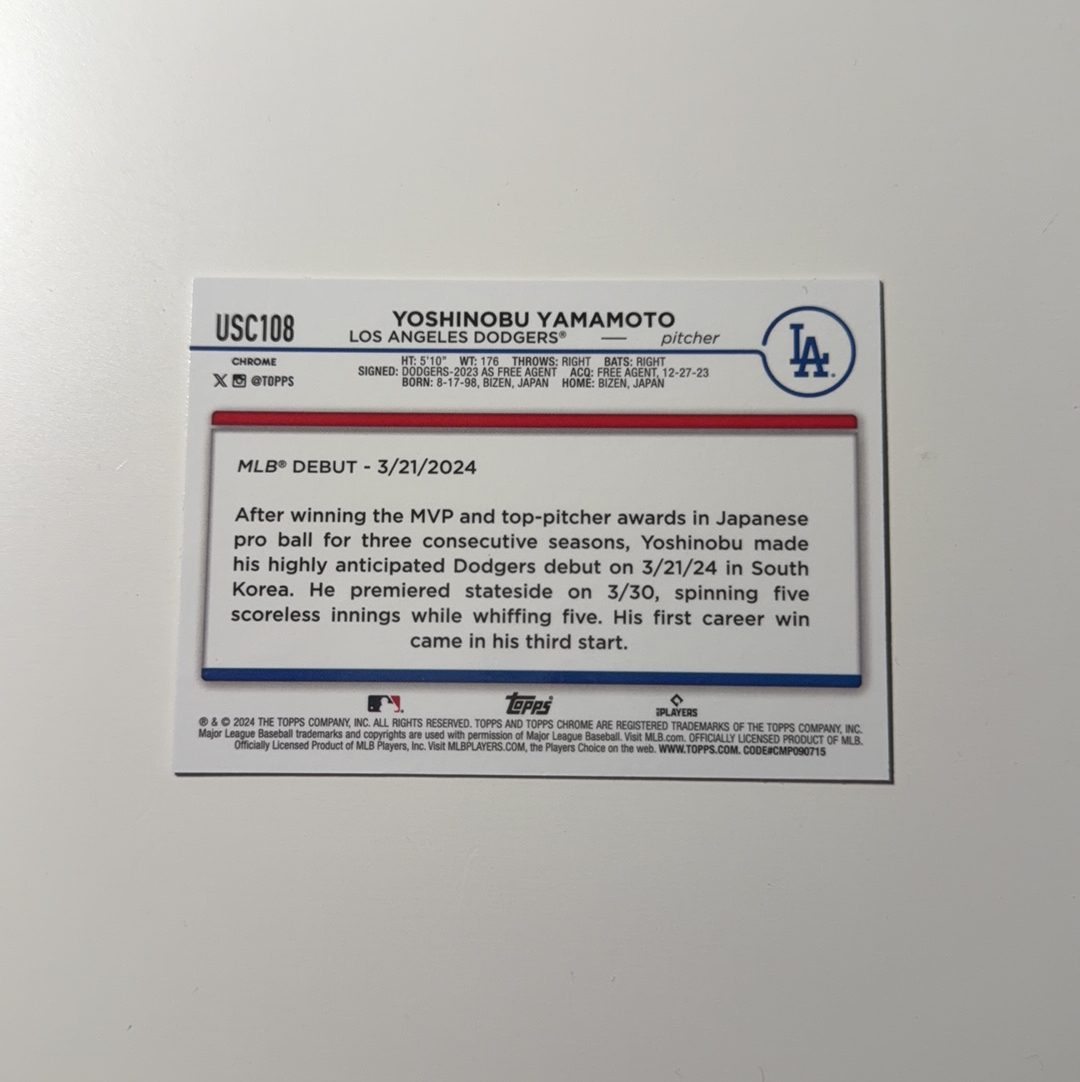 USC108
YOSHINOBU YAMAMOTO
LOS ANGELES DODGERS® — pitcher
LA
CHROME
X @TOPPS
HT: 5'10" WT: 176 THROWS: RIGHT BATS: RIGHT
SIGNED: DODGERS-2023 AS FREE AGENT ACQ: FREE AGENT, 12-27-23
BORN: 8-17-98, BIZEN, JAPAN HOME: BIZEN, JAPAN
MLB® DEBUT - 3/21/2024
After winning the MVP and top-pitcher awards in Japanese
pro ball for three consecutive seasons, Yoshinobu made
his highly anticipated Dodgers debut on 3/21/24 in South
Korea. He premiered stateside on 3/30, spinning five
scoreless innings while whiffing five. His first career win
came in his third start.
Topps
PLAYERS
® & © 2024 THE TOPPS COMPANY, INC. ALL RIGHTS RESERVED. TOPPS AND TOPPS CHROME ARE REGISTERED TRADEMARKS OF THE TOPPS COMPANY, INC.
Major League Baseball trademarks and copyrights are used with permission of Major League Baseball. Visit MLB.com. OFFICIALLY LICENSED PRODUCT OF MLB.
Officially Licensed Product of MLB Players, Inc. Visit MLBPLAYERS.COM, the Players Choice on the web. WWW.TOPPS.COM. CODE#CMP090715